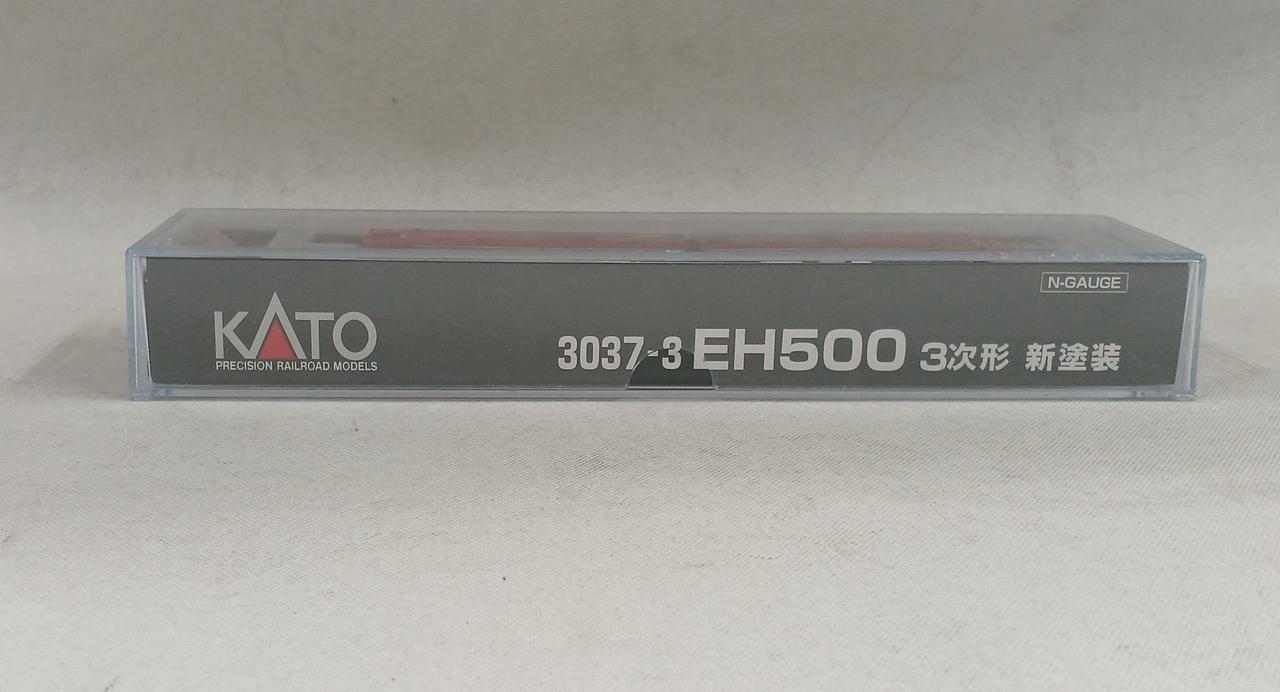 N-GAUGE
KATO
PRECISION RAILROAD MODELS
3037-3 EH500 3次形 新塗装